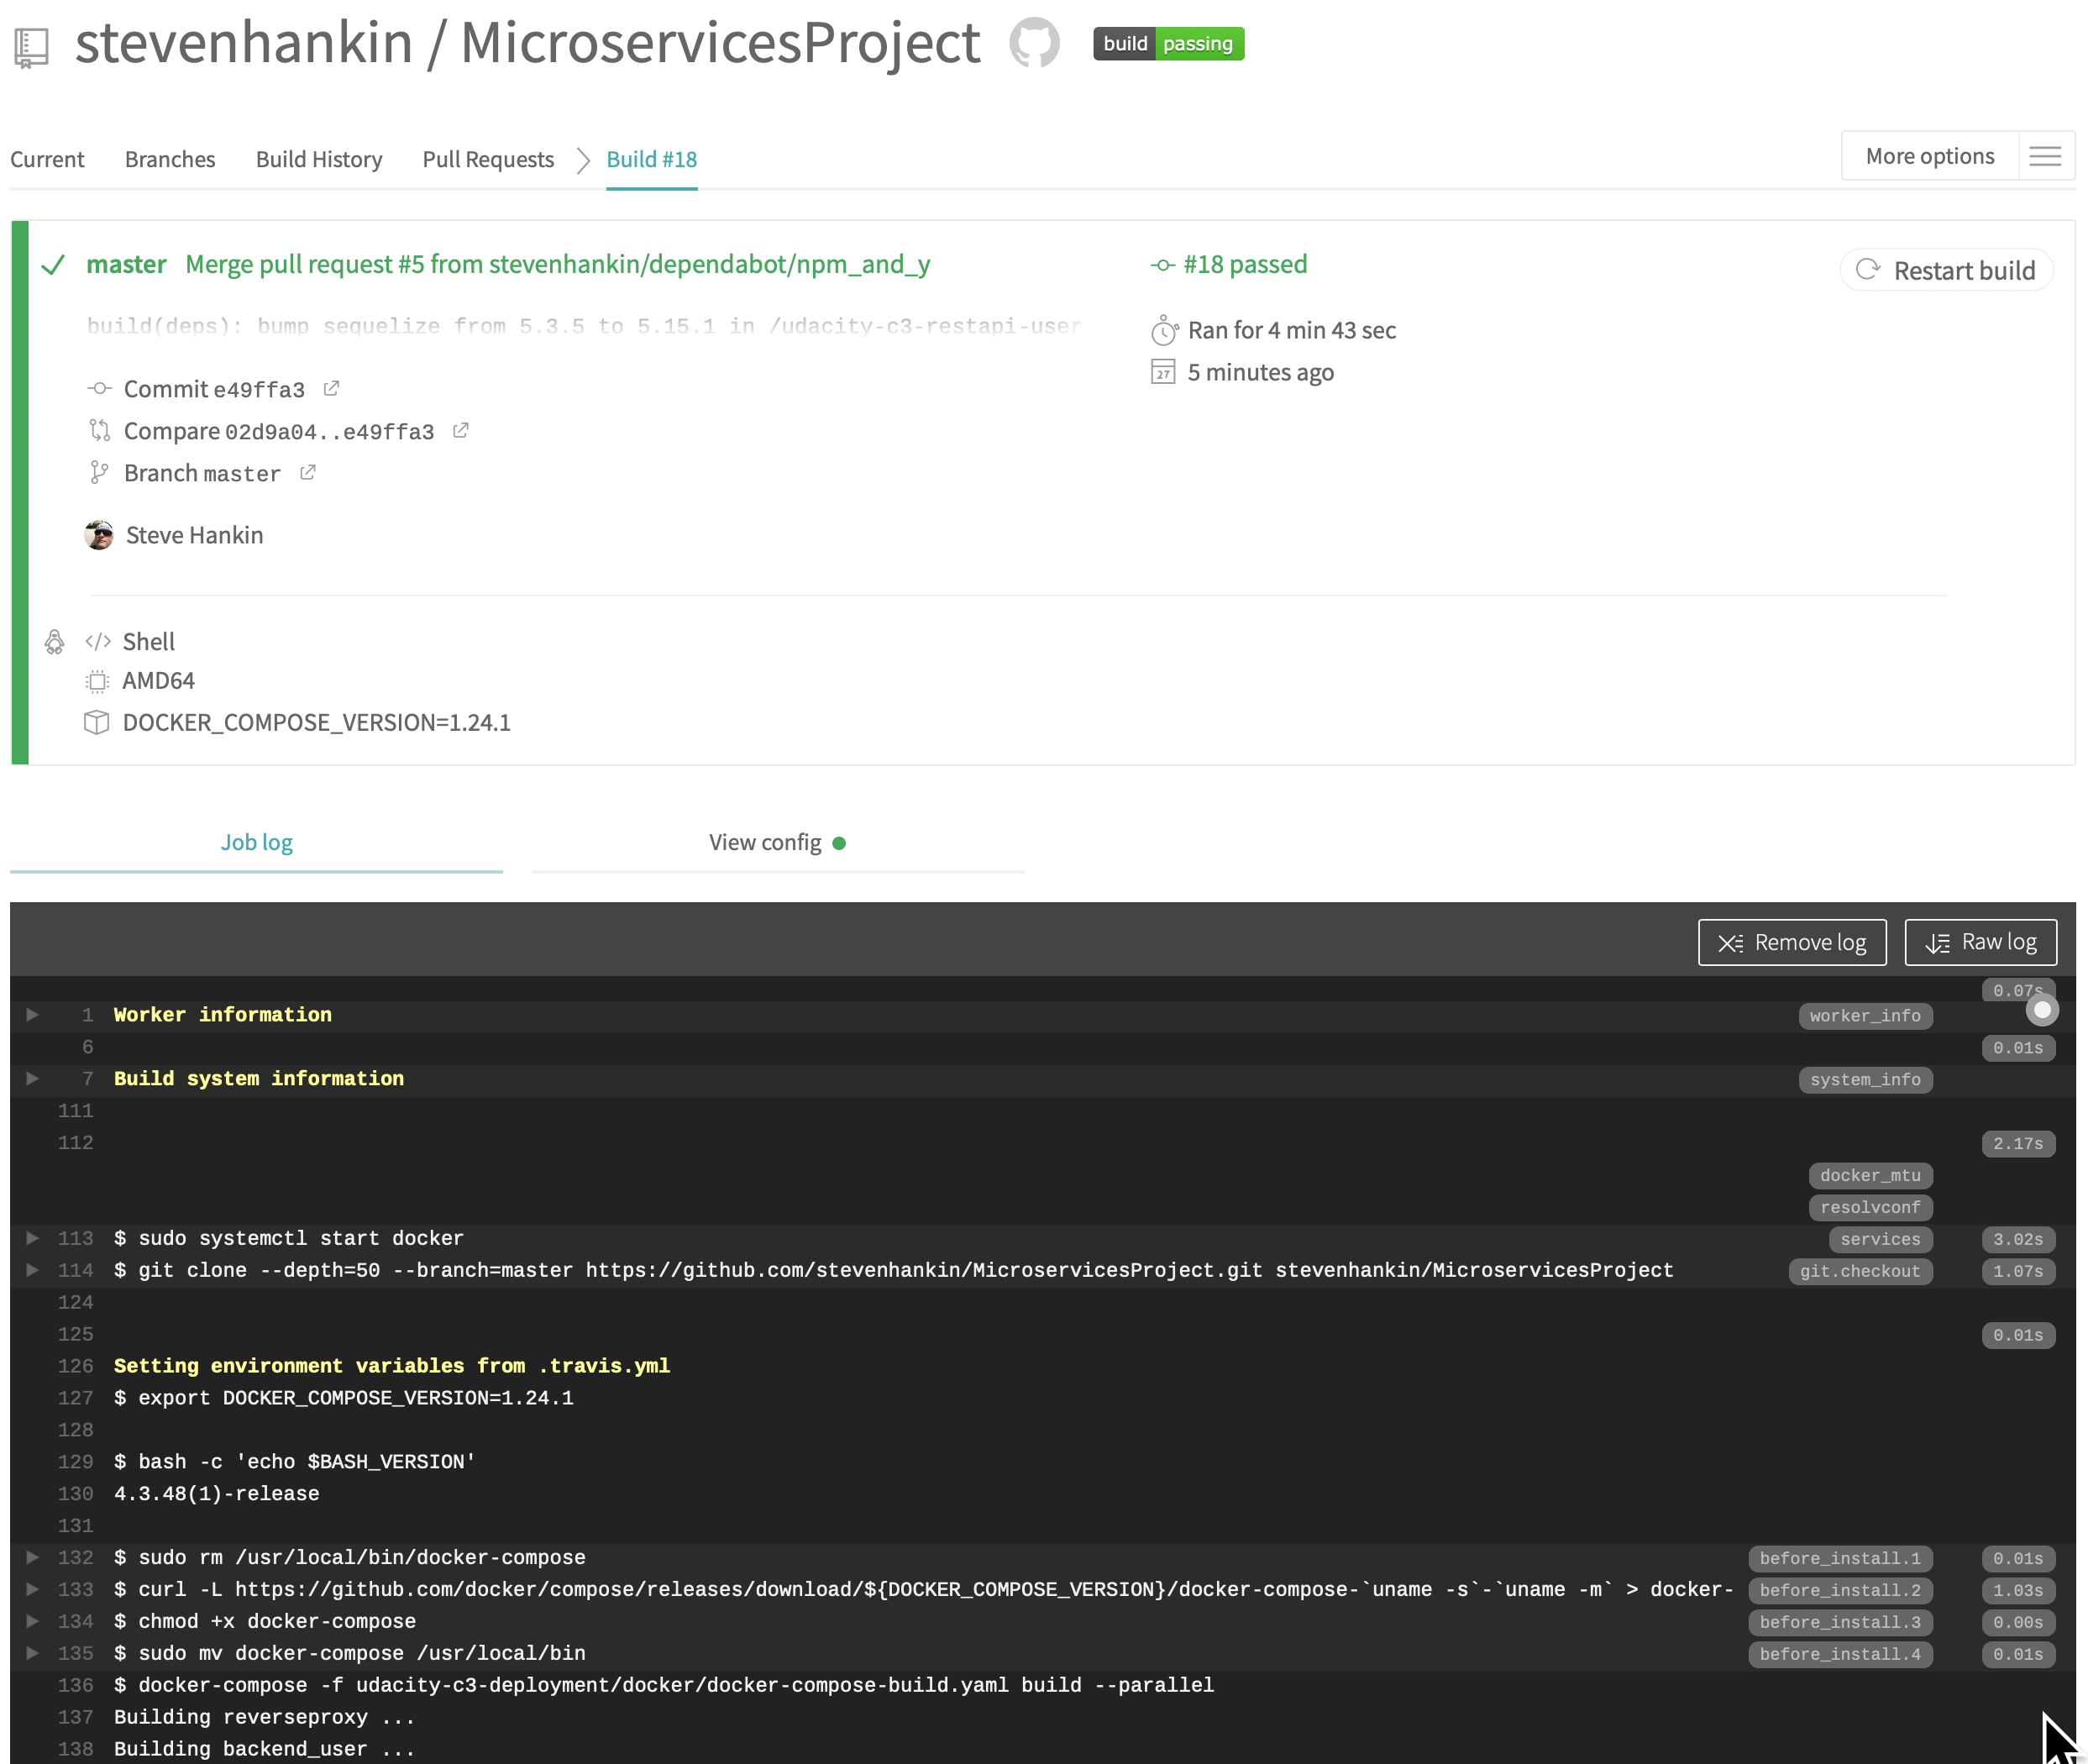 stevenhankin / MicroservicesProject build passing
Current Branches Build History Pull Requests Build #18 More options
master Merge pull request #5 from stevenhankin/dependabot/npm_and_y #18 passed Restart build
build(deps): bump sequelize from 5.3.5 to 5.15.1 in /udacity-c3-restapi-user
Ran for 4 min 43 sec
27 5 minutes ago
Commit e49ffa3
Compare 02d9a04..e49ffa3
Branch master
Steve Hankin
</> Shell
AMD64
DOCKER_COMPOSE_VERSION=1.24.1
Job log View config
Remove log Raw log
0.07s
1 Worker information worker_info
6 0.01s
7 Build system information system_info
111
112 2.17s
docker_mtu
resolvconf
113 $ sudo systemctl start docker services 3.02s
114 $ git clone --depth=50 --branch=master https://github.com/stevenhankin/MicroservicesProject.git stevenhankin/MicroservicesProject git.checkout 1.07s
124
125 0.01s
126 Setting environment variables from .travis.yml
127 $ export DOCKER_COMPOSE_VERSION=1.24.1
128
129 $ bash -c 'echo $BASH_VERSION'
130 4.3.48(1)-release
131
132 $ sudo rm /usr/local/bin/docker-compose before_install.1 0.01s
133 $ curl -L https://github.com/docker/compose/releases/download/${DOCKER_COMPOSE_VERSION}/docker-compose-`uname -s`-`uname -m` > docker- before_install.2 1.03s
134 $ chmod +x docker-compose before_install.3 0.00s
135 $ sudo mv docker-compose /usr/local/bin before_install.4 0.01s
136 $ docker-compose -f udacity-c3-deployment/docker/docker-compose-build.yaml build --parallel
137 Building reverseproxy ...
138 Building backend_user ...